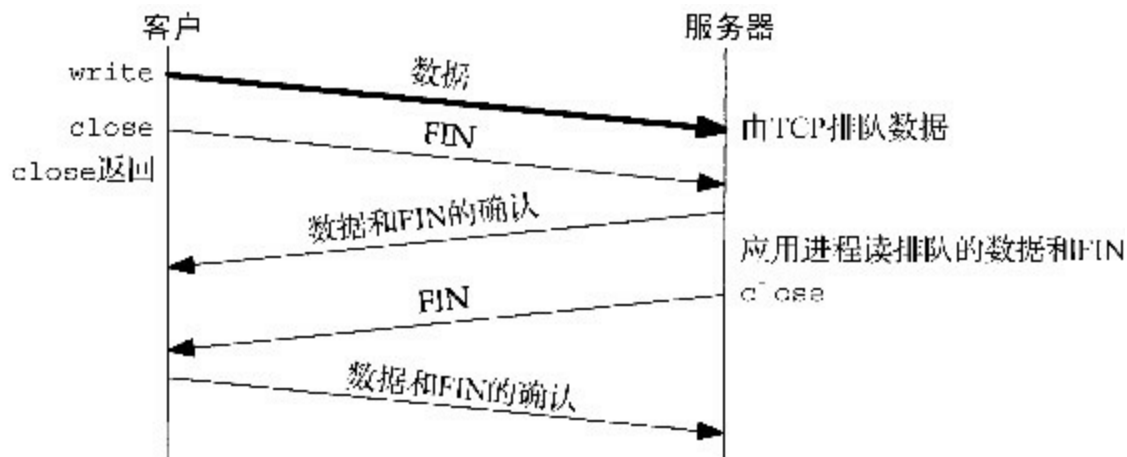 客户
服务器
write
数据
close
FIN
由TCP排队数据
close返回
数据和FIN的确认
应用进程读排队的数据和FIN
FIN
close
数据和FIN的确认